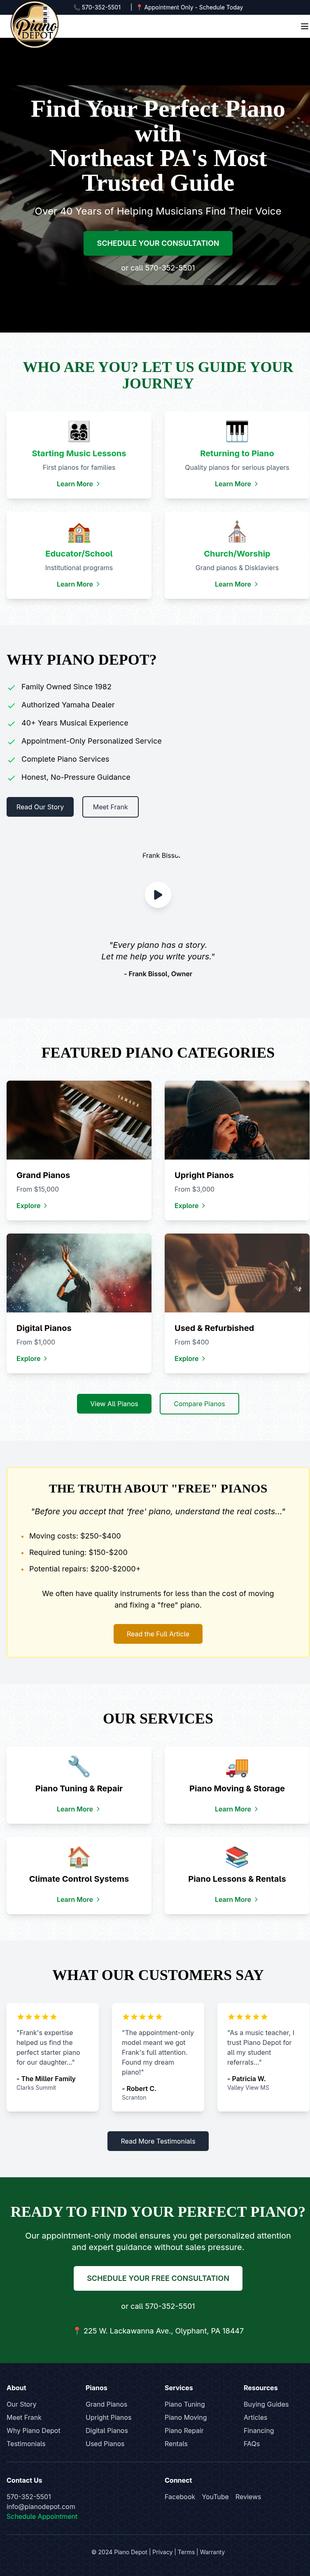 📞 570-352-5501 | 📍 Appointment Only - Schedule Today
Piano
DEPOT
Find Your Perfect Piano
with
Northeast PA's Most
Trusted Guide
Over 40 Years of Helping Musicians Find Their Voice
SCHEDULE YOUR CONSULTATION
or call 570-352-5501
WHO ARE YOU? LET US GUIDE YOUR
JOURNEY
Starting Music Lessons
First pianos for families
Learn More
Returning to Piano
Quality pianos for serious players
Learn More
Educator/School
Institutional programs
Learn More
Church/Worship
Grand pianos & Disklaviers
Learn More
WHY PIANO DEPOT?
Family Owned Since 1982
Authorized Yamaha Dealer
40+ Years Musical Experience
Appointment-Only Personalized Service
Complete Piano Services
Honest, No-Pressure Guidance
Read Our Story
Meet Frank
Frank Bissol
"Every piano has a story.
Let me help you write yours."
- Frank Bissol, Owner
FEATURED PIANO CATEGORIES
YAMAHA
Grand Pianos
From $15,000
Explore
Upright Pianos
From $3,000
Explore
Digital Pianos
From $1,000
Explore
Used & Refurbished
From $400
Explore
View All Pianos
Compare Pianos
THE TRUTH ABOUT "FREE" PIANOS
"Before you accept that 'free' piano, understand the real costs..."
• Moving costs: $250-$400
• Required tuning: $150-$200
• Potential repairs: $200-$2000+
We often have quality instruments for less than the cost of moving
and fixing a "free" piano.
Read the Full Article
OUR SERVICES
Piano Tuning & Repair
Learn More
Piano Moving & Storage
Learn More
Climate Control Systems
Learn More
Piano Lessons & Rentals
Learn More
WHAT OUR CUSTOMERS SAY
"Frank's expertise
helped us find the
perfect starter piano
for our daughter..."
- The Miller Family
Clarks Summit
"The appointment-only
model meant we got
Frank's full attention.
Found my dream
piano!"
- Robert C.
Scranton
"As a music teacher, I
trust Piano Depot for
all my student
referrals..."
- Patricia W.
Valley View MS
Read More Testimonials
READY TO FIND YOUR PERFECT PIANO?
Our appointment-only model ensures you get personalized attention
and expert guidance without sales pressure.
SCHEDULE YOUR FREE CONSULTATION
or call 570-352-5501
📍 225 W. Lackawanna Ave., Olyphant, PA 18447
About
Our Story
Meet Frank
Why Piano Depot
Testimonials
Pianos
Grand Pianos
Upright Pianos
Digital Pianos
Used Pianos
Services
Piano Tuning
Piano Moving
Piano Repair
Rentals
Resources
Buying Guides
Articles
Financing
FAQs
Contact Us
570-352-5501
info@pianodepot.com
Schedule Appointment
Connect
Facebook YouTube Reviews
© 2024 Piano Depot | Privacy | Terms | Warranty